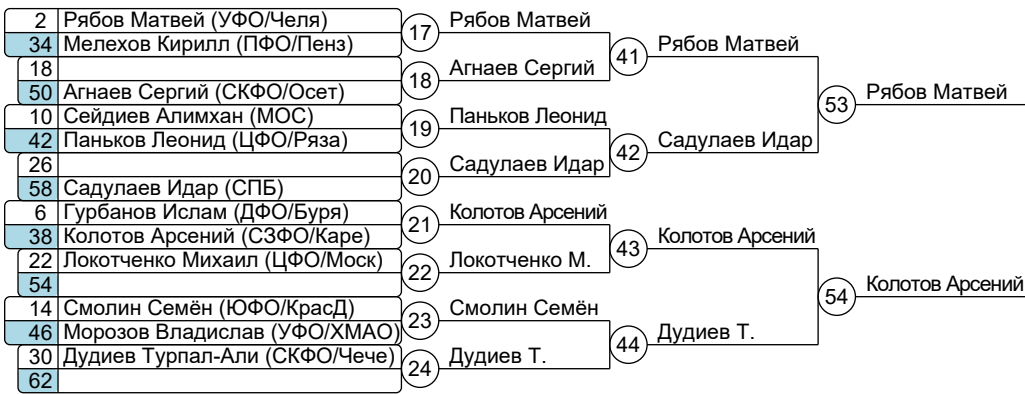 2 Рябов Матвей (УФО/Челя)
34 Мелехов Кирилл (ПФО/Пенз)
18
50 Агнаев Сергий (СКФО/Осет)
10 Сейдиев Алимхан (МОС)
42 Паньков Леонид (ЦФО/Ряза)
26
58 Садулаев Идар (СПБ)
6 Гурбанов Ислам (ДФО/Буря)
38 Колотов Арсений (СЗФО/Каре)
22 Локотченко Михаил (ЦФО/Моск)
54
14 Смолин Семён (ЮФО/КрасД)
46 Морозов Владислав (УФО/ХМАО)
30 Дудиев Турпал-Али (СКФО/Чече)
62
17 Рябов Матвей
18 Агнаев Сергий
19 Паньков Леонид
20 Садулаев Идар
21 Колотов Арсений
22 Локотченко М.
23 Смолин Семён
24 Дудиев Т.
41 Рябов Матвей
42 Садулаев Идар
43 Колотов Арсений
44 Дудиев Т.
53 Рябов Матвей
54 Колотов Арсений